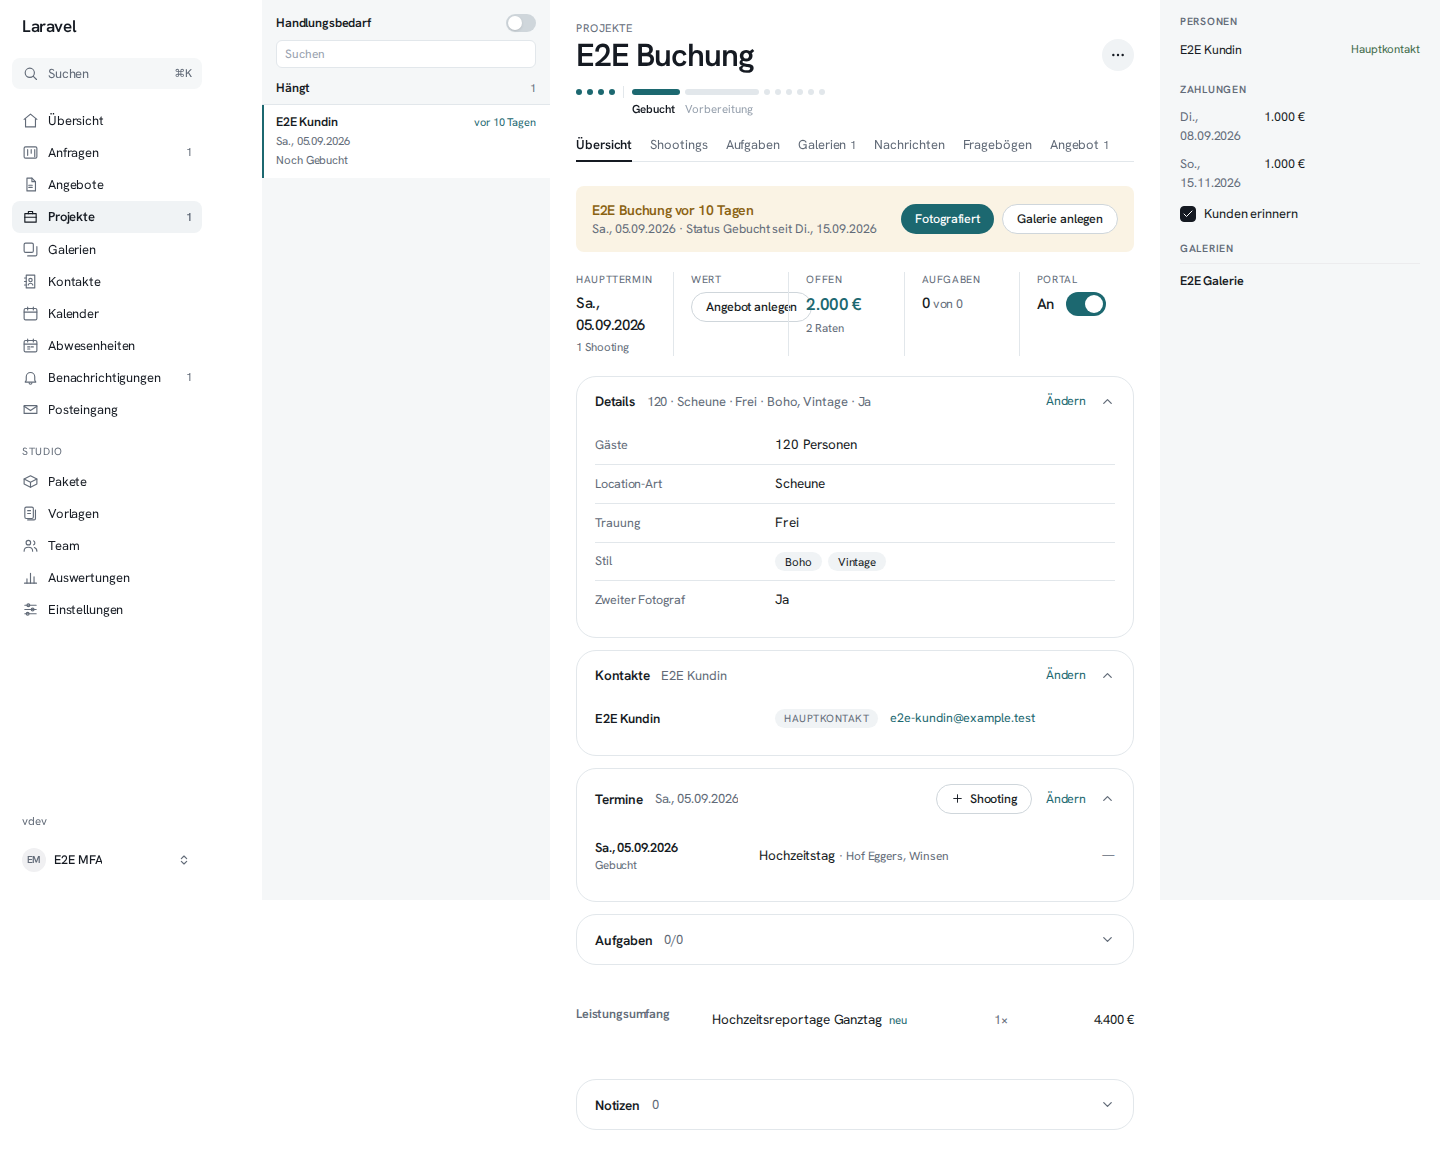 Laravel
Suchen ⌘K
Übersicht
Anfragen 1
Angebote
Projekte 1
Galerien
Kontakte
Kalender
Abwesenheiten
Benachrichtigungen 1
Posteingang
STUDIO
Pakete
Vorlagen
Team
Auswertungen
Einstellungen
vdev
EM E2E MFA
Handlungsbedarf
Suchen
Hängt 1
E2E Kundin vor 10 Tagen
Sa., 05.09.2026
Noch Gebucht
PROJEKTE
E2E Buchung
Gebucht Vorbereitung
Übersicht Shootings Aufgaben Galerien 1 Nachrichten Fragebögen Angebot 1
E2E Buchung vor 10 Tagen
Sa., 05.09.2026 · Status Gebucht seit Di., 15.09.2026
Fotografiert Galerie anlegen
HAUPTTERMIN
Sa., 05.09.2026
1 Shooting
WERT
Angebot anlegen
OFFEN
2.000 €
2 Raten
AUFGABEN
0 von 0
PORTAL
An
Details 120 · Scheune · Frei · Boho, Vintage · Ja Ändern
Gäste 120 Personen
Location-Art Scheune
Trauung Frei
Stil Boho Vintage
Zweiter Fotograf Ja
Kontakte E2E Kundin Ändern
E2E Kundin HAUPTKONTAKT e2e-kundin@example.test
Termine Sa., 05.09.2026 + Shooting Ändern
Sa., 05.09.2026
Gebucht
Hochzeitstag · Hof Eggers, Winsen —
Aufgaben 0/0
Leistungsumfang Hochzeitsreportage Ganztag neu 1× 4.400 €
Notizen 0
PERSONEN
E2E Kundin Hauptkontakt
ZAHLUNGEN
Di., 08.09.2026 1.000 €
So., 15.11.2026 1.000 €
Kunden erinnern
GALERIEN
E2E Galerie